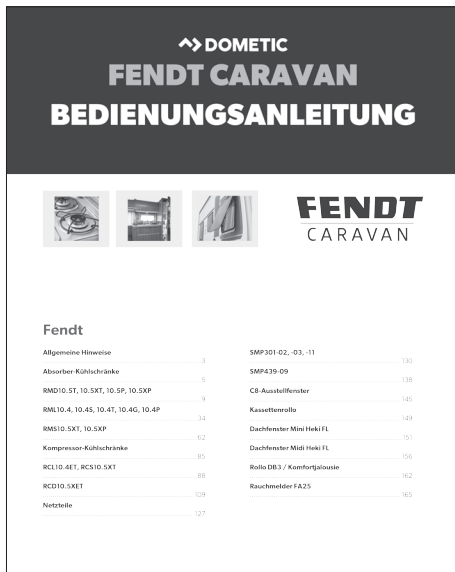 DOMETIC
FENDT CARAVAN
BEDIENUNGSANLEITUNG
FENDT
CARAVAN
Fendt
Allgemeine Hinweise
3
Absorber-Kühlschränke
5
RMD10.5T, 10.5XT, 10.5P, 10.5XP
9
RML10.4, 10.4S, 10.4T, 10.4G, 10.4P
34
RMS10.5XT, 10.5XP
62
Kompressor-Kühlschränke
85
RCL10.4ET, RCS10.5XT
88
RCD10.5XET
109
Netzteile
127
SMP301-02, -03, -11
130
SMP439-09
138
C8-Ausstellfenster
145
Kassettenrollo
149
Dachfenster Mini Heki FL
151
Dachfenster Midi Heki FL
156
Rollo DB3 / Komfortjalousie
162
Rauchmelder FA25
165